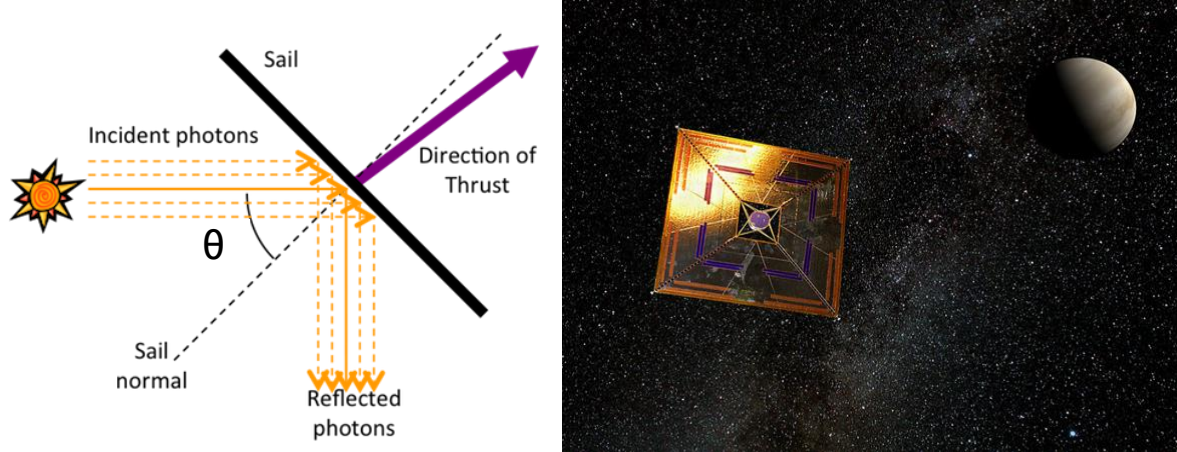 Sail
Incident photons
Direction of
Thrust
θ
Sail
normal
Reflected
photons